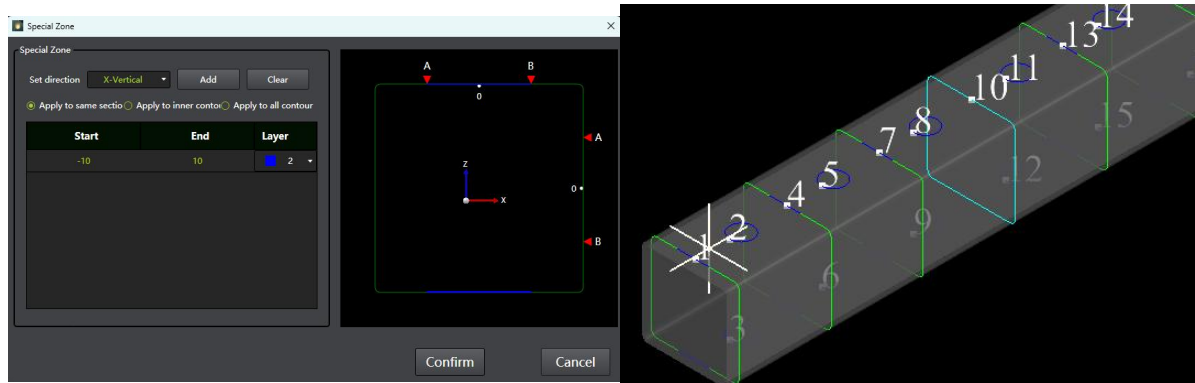 Special Zone
Special Zone
Set direction X-Vertical Add Clear
Apply to same sectio Apply to inner contou Apply to all contour
Start End Layer
-10 10 2
Confirm Cancel
A B
0
A
Z
0
X
B
14
13
11
10
15
8
7
12
5
4
9
2
1
6
3